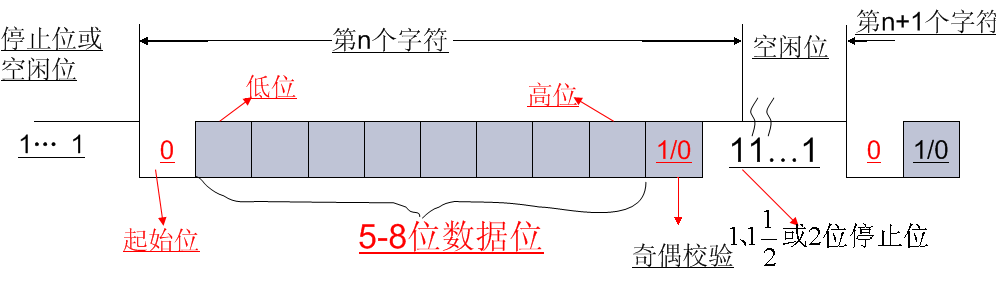 停止位或
空闲位
第n个字符
空闲位
第n+1个字符
低位
高位
1… 1
0
1/0
11…1
0
1/0
起始位
5-8位数据位
奇偶校验
1、1 1/2 或2位停止位